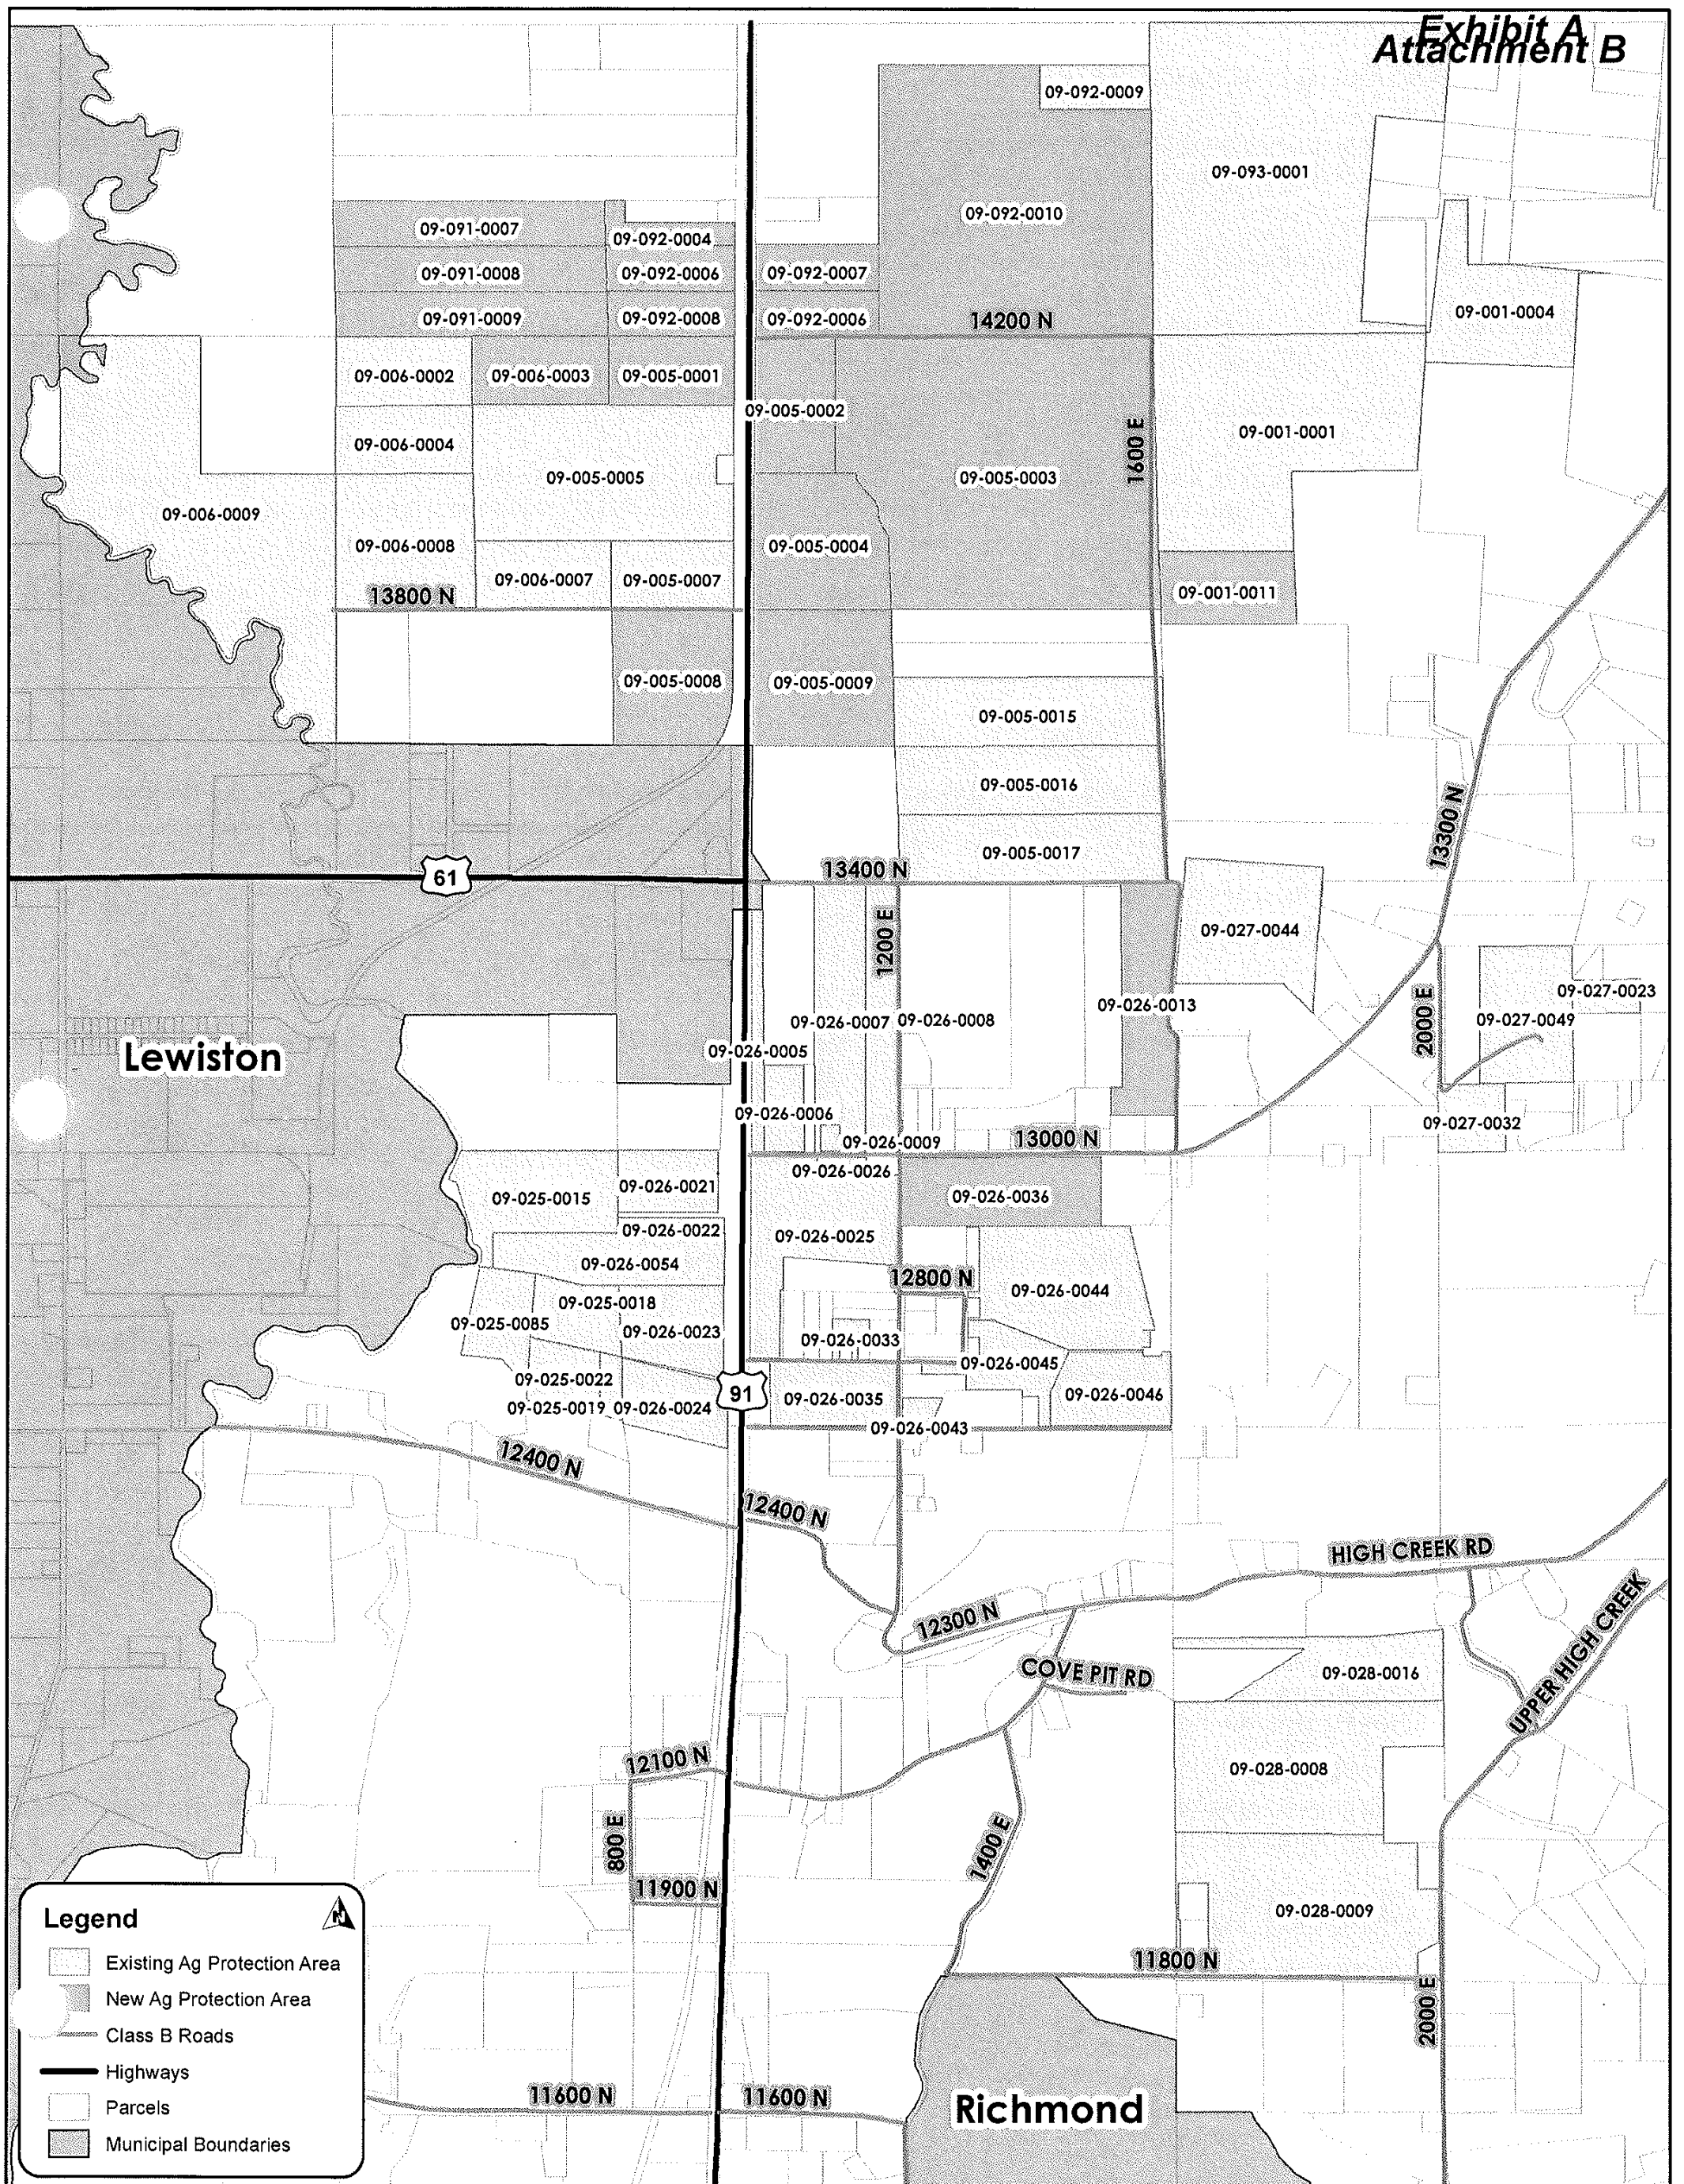 Exhibit A
Attachment B
09-092-0009
09-093-0001
09-092-0010
09-091-0007
09-092-0004
09-091-0008
09-092-0006
09-092-0007
09-091-0009
09-092-0008
09-092-0006
14200 N
09-001-0004
09-006-0002
09-006-0003
09-005-0001
09-005-0002
09-006-0004
1600 E
09-001-0001
09-005-0005
09-005-0003
09-006-0009
09-006-0008
09-005-0004
09-006-0007
09-005-0007
13800 N
09-001-0011
09-005-0008
09-005-0009
09-005-0015
09-005-0016
13300 N
09-005-0017
61
13400 N
1200 E
09-027-0044
09-026-0013
09-027-0023
2000 E
09-027-0049
09-026-0007
09-026-0008
Lewiston
09-026-0005
09-026-0006
09-027-0032
09-026-0009
13000 N
09-026-0026
09-025-0015
09-026-0021
09-026-0036
09-026-0022
09-026-0025
09-026-0054
12800 N
09-026-0044
09-025-0018
09-025-0085
09-026-0023
09-026-0033
09-026-0045
09-025-0022
91
09-026-0035
09-026-0046
09-025-0019
09-026-0024
09-026-0043
12400 N
12400 N
HIGH CREEK RD
12300 N
UPPER HIGH CREEK
COVE PIT RD
09-028-0016
12100 N
09-028-0008
800 E
1400 E
11900 N
09-028-0009
11800 N
2000 E
11600 N
11600 N
Richmond
Legend
N
Existing Ag Protection Area
New Ag Protection Area
Class B Roads
Highways
Parcels
Municipal Boundaries